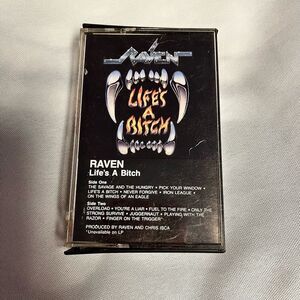 RAVEN
LIFE'S
A
BITCH
RAVEN
Life's A Bitch
Side One
THE SAVAGE AND THE HUNGRY • PICK YOUR WINDOW •
LIFE'S A BITCH • NEVER FORGIVE • IRON LEAGUE •
ON THE WINGS OF AN EAGLE
Side Two
OVERLOAD • YOU'RE A LIAR • FUEL TO THE FIRE • ONLY THE
STRONG SURVIVE • JUGGERNAUT • PLAYING WITH THE
RAZOR • FINGER ON THE TRIGGER*
PRODUCED BY RAVEN AND CHRIS ISCA
*Unavailable on LP